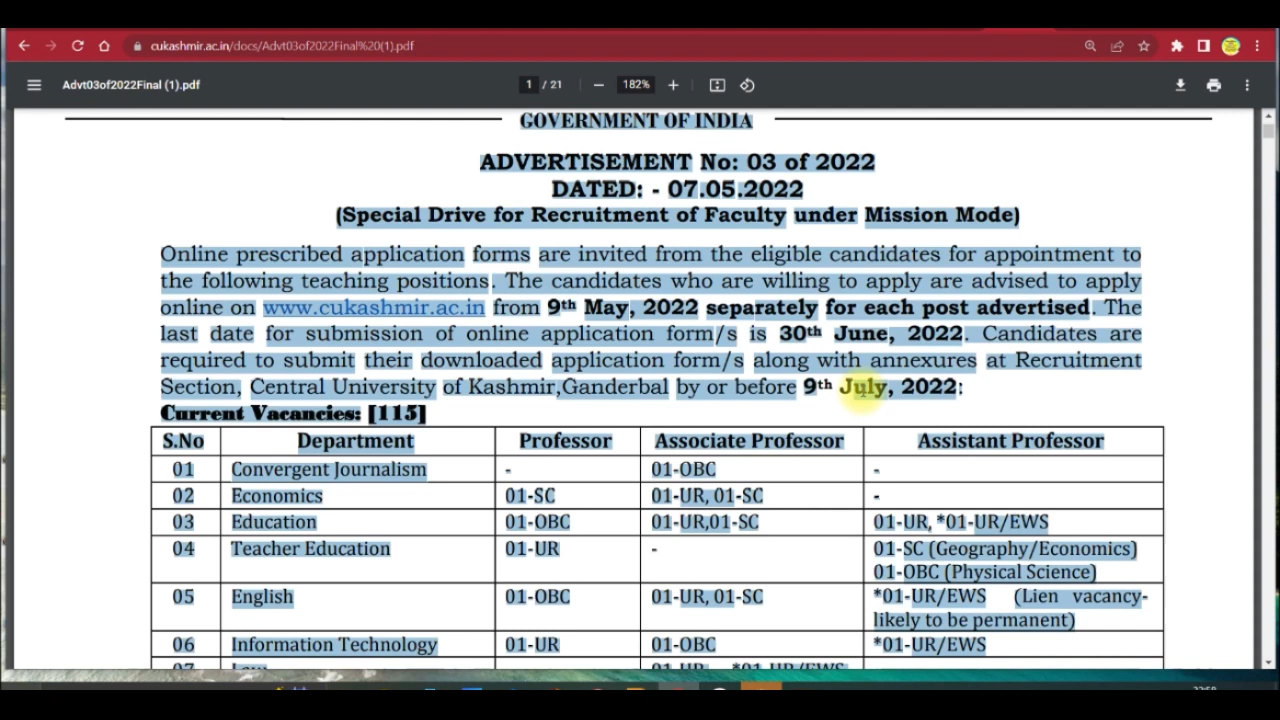 cukashmir.ac.in/docs/Advt03of2022Final%20(1).pdf
Advt03of2022Final (1).pdf 1 / 21 182%
GOVERNMENT OF INDIA
ADVERTISEMENT No: 03 of 2022
DATED: - 07.05.2022
(Special Drive for Recruitment of Faculty under Mission Mode)
Online prescribed application forms are invited from the eligible candidates for appointment to
the following teaching positions. The candidates who are willing to apply are advised to apply
online on www.cukashmir.ac.in from 9th May, 2022 separately for each post advertised. The
last date for submission of online application form/s is 30th June, 2022. Candidates are
required to submit their downloaded application form/s along with annexures at Recruitment
Section, Central University of Kashmir,Ganderbal by or before 9th July, 2022:
Current Vacancies: [115]
S.No Department Professor Associate Professor Assistant Professor
01 Convergent Journalism - 01-OBC -
02 Economics 01-SC 01-UR, 01-SC -
03 Education 01-OBC 01-UR,01-SC 01-UR, *01-UR/EWS
04 Teacher Education 01-UR - 01-SC (Geography/Economics)
01-OBC (Physical Science)
05 English 01-OBC 01-UR, 01-SC *01-UR/EWS (Lien vacancy-
likely to be permanent)
06 Information Technology 01-UR 01-OBC *01-UR/EWS
07 Law 01-UR *01-UR/EWS